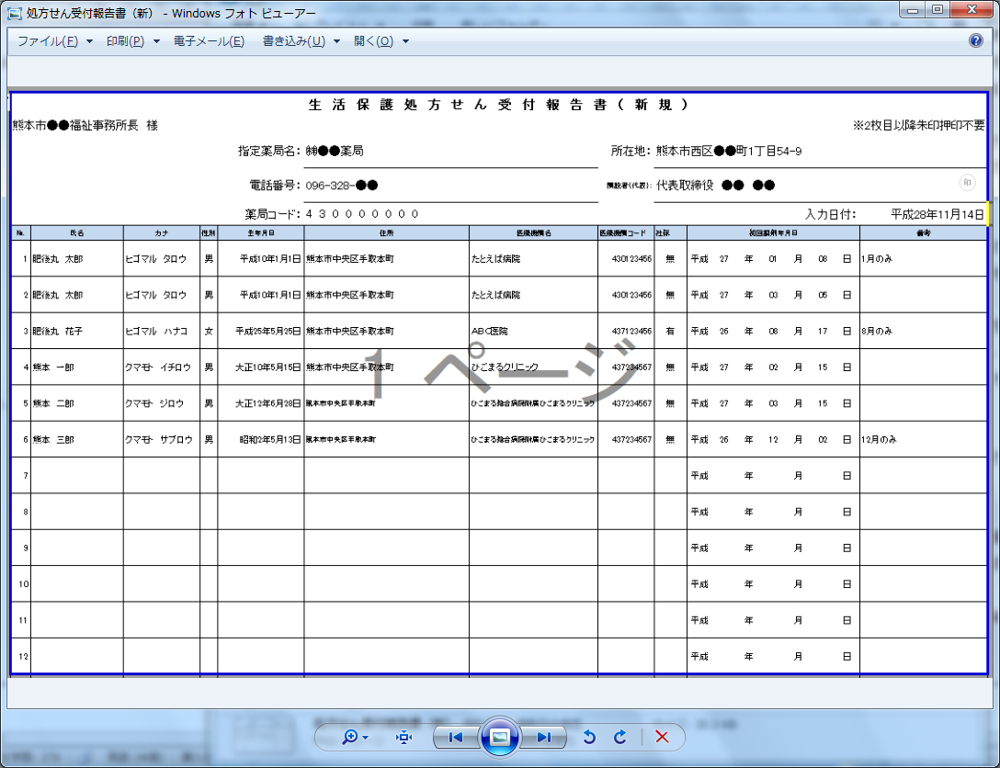 処方せん受付報告書（新） - Windows フォト ビューアー
ファイル(F) 印刷(P) 電子メール(E) 書き込み(U) 開く(O)
生活保護処方せん受付報告書(新規)
熊本市●●福祉事務所長 様 ※2枚目以降朱印押印不要
指定薬局名: ㈱●●薬局 所在地: 熊本市西区●●町1丁目54-9
電話番号: 096-328-●● 開設者(代表): 代表取締役 ●● ●● 印
薬局コード: 430000000 入力日付: 平成28年11月14日
№ 氏名 カナ 性別 生年月日 住所 医療機関名 医療機関コード 社保 初回調剤年月日 備考
1 肥後丸 太郎 ヒゴマル タロウ 男 平成10年1月1日 熊本市中央区手取本町 たとえば病院 430123456 無 平成 27 年 01 月 08 日 1月のみ
2 肥後丸 太郎 ヒゴマル タロウ 男 平成10年1月1日 熊本市中央区手取本町 たとえば病院 430123456 無 平成 27 年 03 月 05 日
3 肥後丸 花子 ヒゴマル ハナコ 女 平成25年5月25日 熊本市中央区手取本町 ABC医院 437123456 有 平成 26 年 08 月 17 日 8月のみ
4 熊本 一郎 クマモト イチロウ 男 大正10年5月15日 熊本市中央区手取本町 ひごまるクリニック 437234567 無 平成 27 年 02 月 15 日
1 ページ
5 熊本 二郎 クマモト ジロウ 男 大正12年6月28日 熊本市中央区手取本町 ひごまる総合病院附属ひごまるクリニック 437234567 無 平成 27 年 03 月 15 日
6 熊本 三郎 クマモト サブロウ 男 昭和2年5月13日 熊本市中央区手取本町 ひごまる総合病院附属ひごまるクリニック 437234567 無 平成 26 年 12 月 02 日 12月のみ
7 平成 年 月 日
8 平成 年 月 日
9 平成 年 月 日
10 平成 年 月 日
11 平成 年 月 日
12 平成 年 月 日